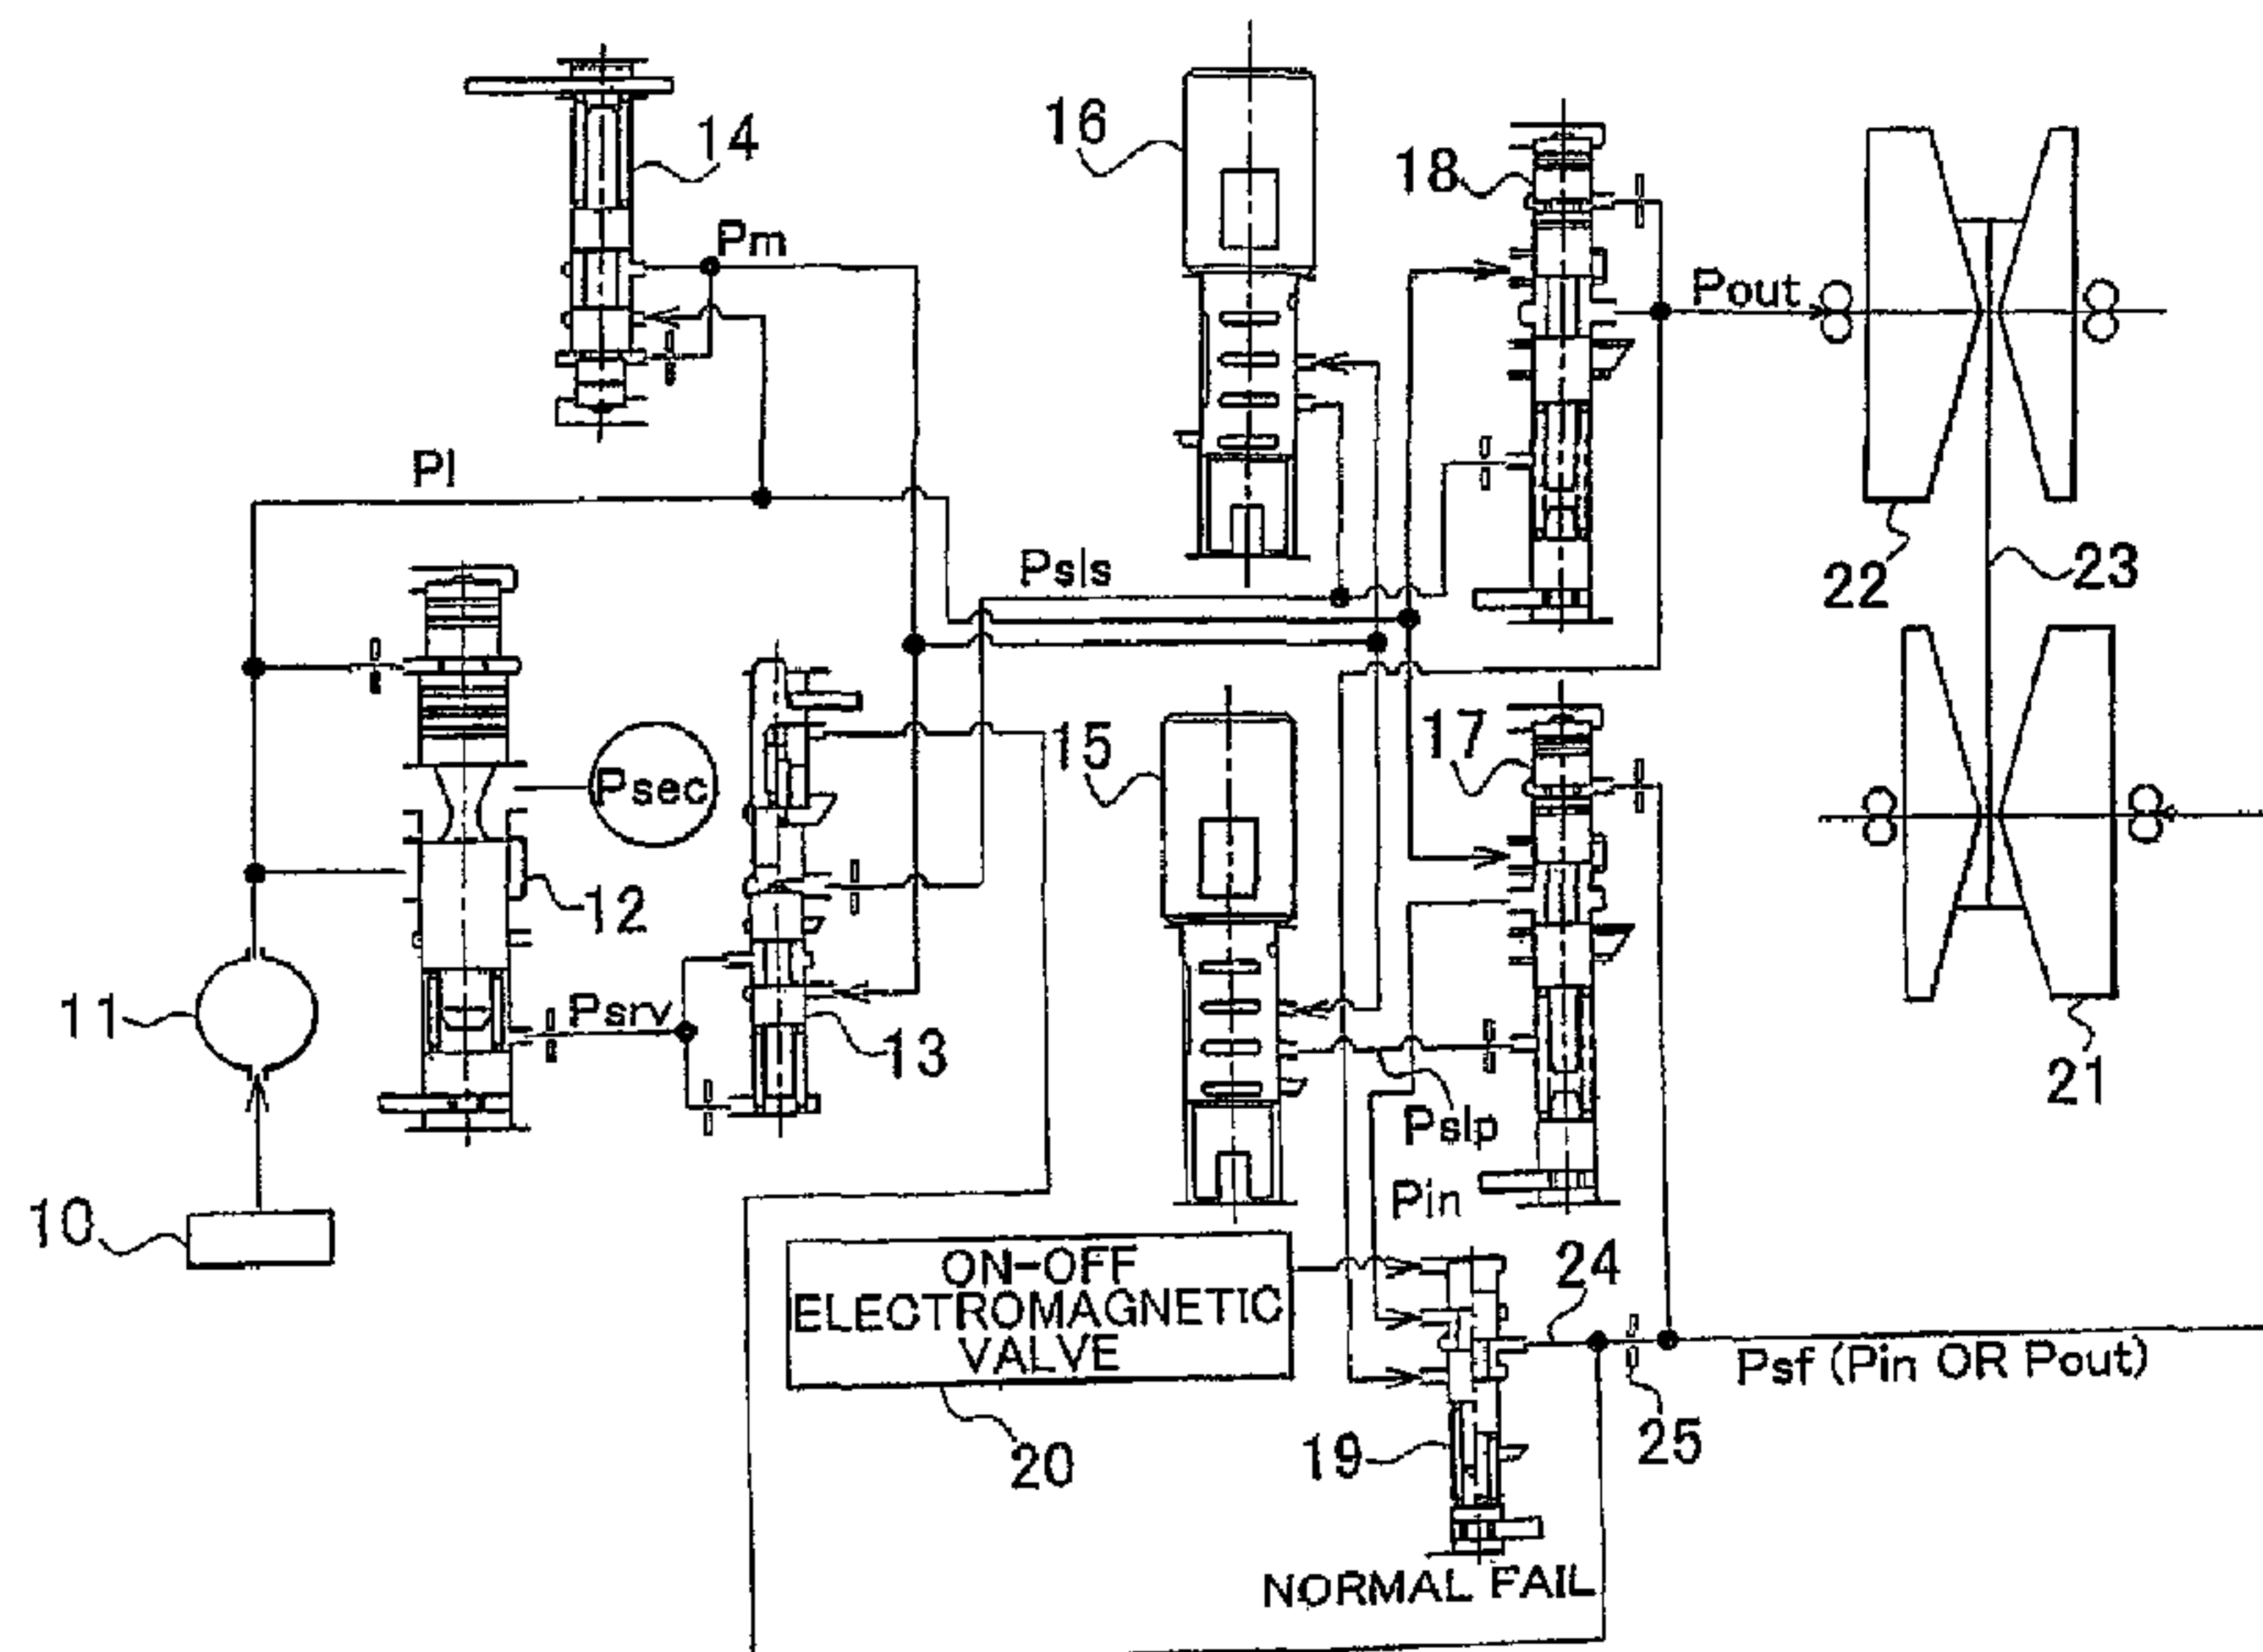 14
16
18
Pm
Pout
Pl
22
23
Psls
17
15
Psec
12
11
Psrv
13
21
Pslp
10
Pin
ON-OFF
ELECTROMAGNETIC
VALVE
24
Psf (Pin OR Pout)
20
19
25
NORMAL FAIL